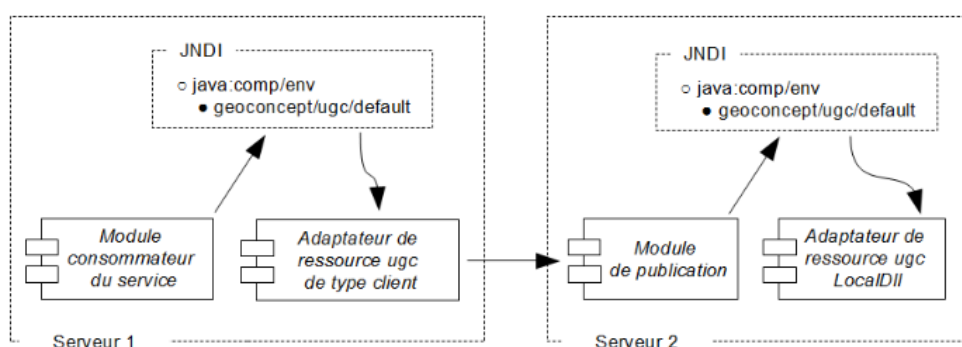 JNDI
○ java:comp/env
● geoconcept/ugc/default
Module
consommateur
du service
Adaptateur de
ressource ugc
de type client
Serveur 1
JNDI
○ java:comp/env
● geoconcept/ugc/default
Module
de publication
Adaptateur de
ressource ugc
LocalDll
Serveur 2